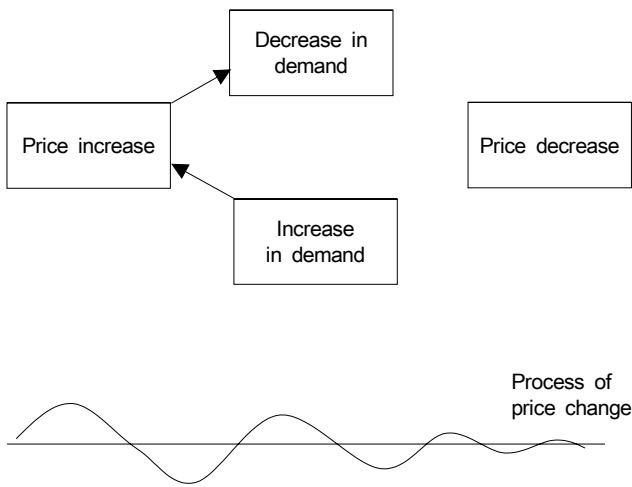 Decrease in
demand
Price increase
Price decrease
Increase
in demand
Process of
price change